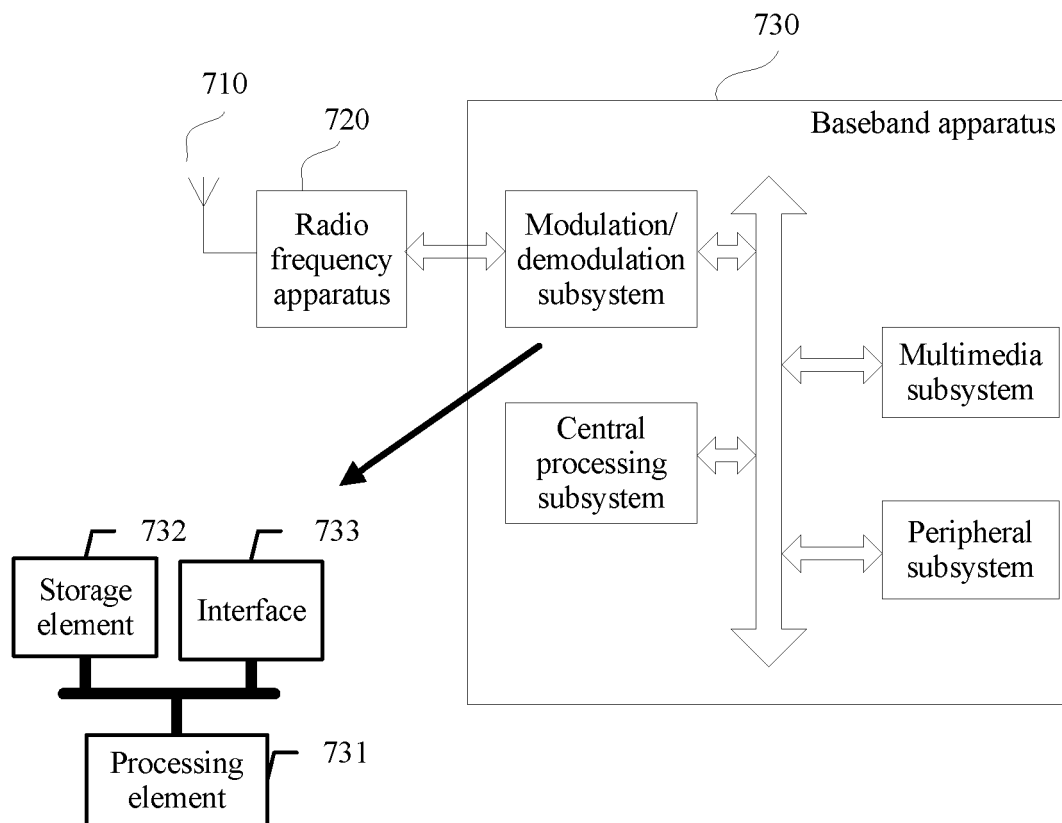 730
710
720
Baseband apparatus
Radio
frequency
apparatus
Modulation/
demodulation
subsystem
Multimedia
subsystem
Central
processing
subsystem
Peripheral
subsystem
732
733
Storage
element
Interface
731
Processing
element